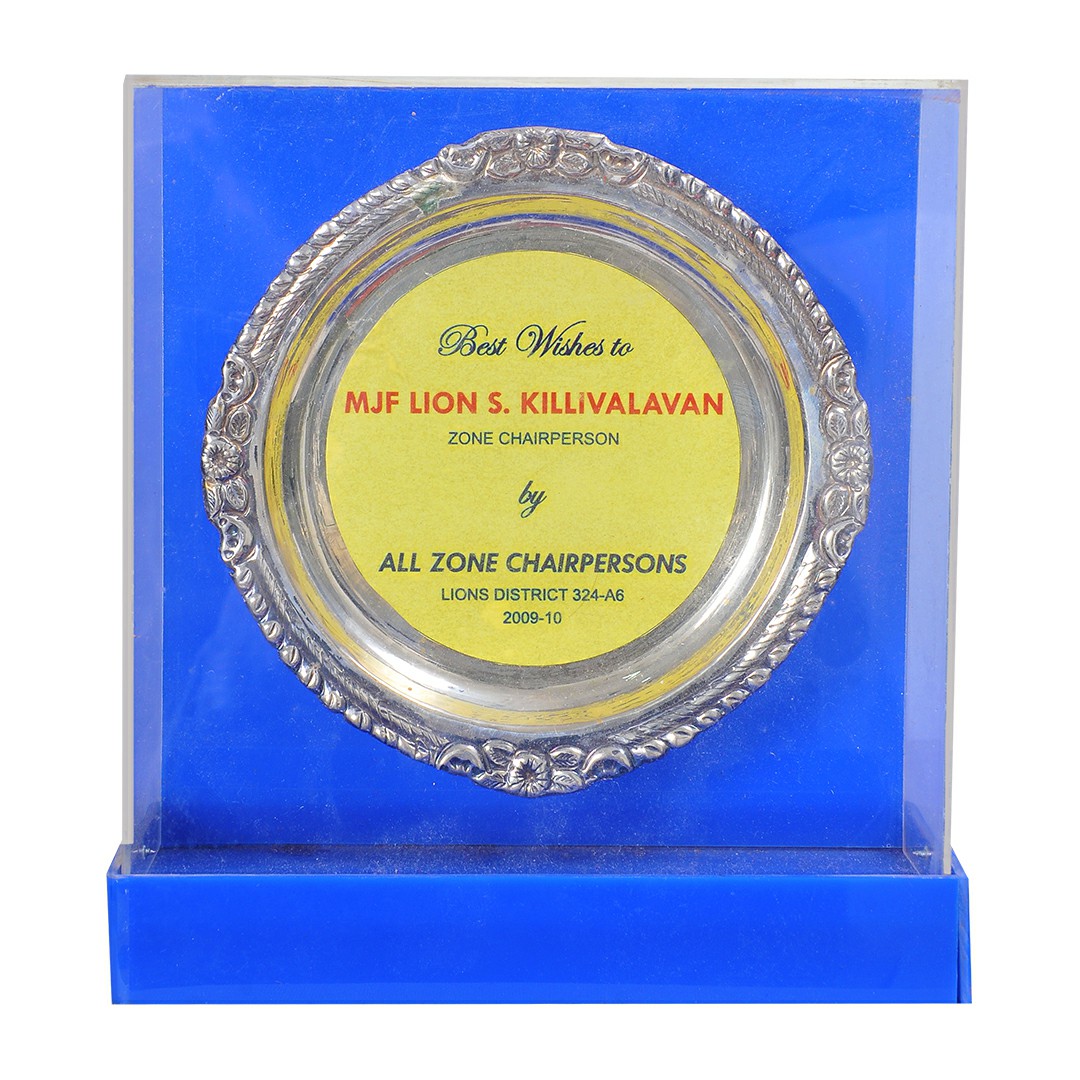 Best Wishes to
MJF LION S. KILLIVALAVAN
ZONE CHAIRPERSON
by
ALL ZONE CHAIRPERSONS
LIONS DISTRICT 324-A6
2009-10